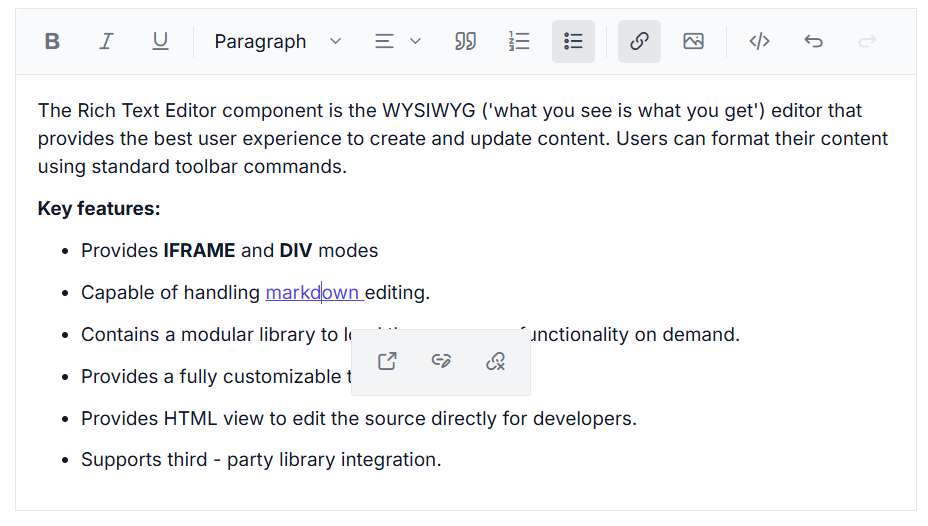 B I U Paragraph
The Rich Text Editor component is the WYSIWYG ('what you see is what you get') editor that
provides the best user experience to create and update content. Users can format their content
using standard toolbar commands.
Key features:
• Provides IFRAME and DIV modes
• Capable of handling markdown editing.
• Contains a modular library to functionality on demand.
• Provides a fully customizable
• Provides HTML view to edit the source directly for developers.
• Supports third - party library integration.